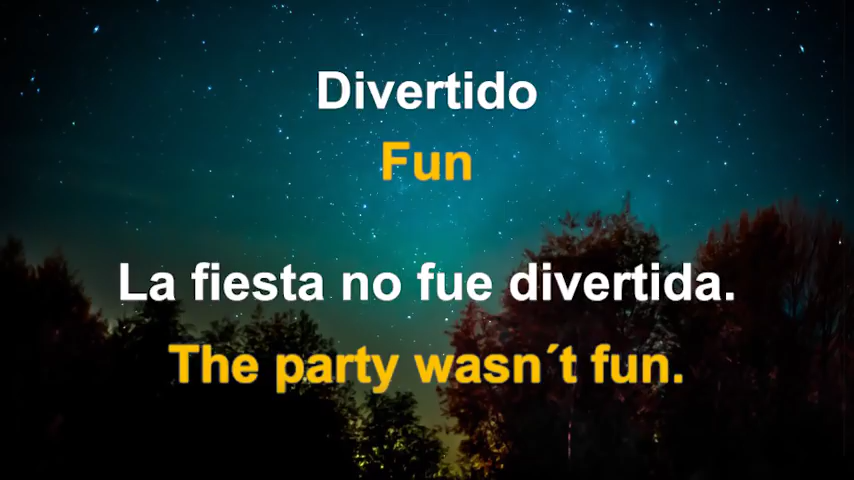 Divertido
Fun
La fiesta no fue divertida.
The party wasn´t fun.